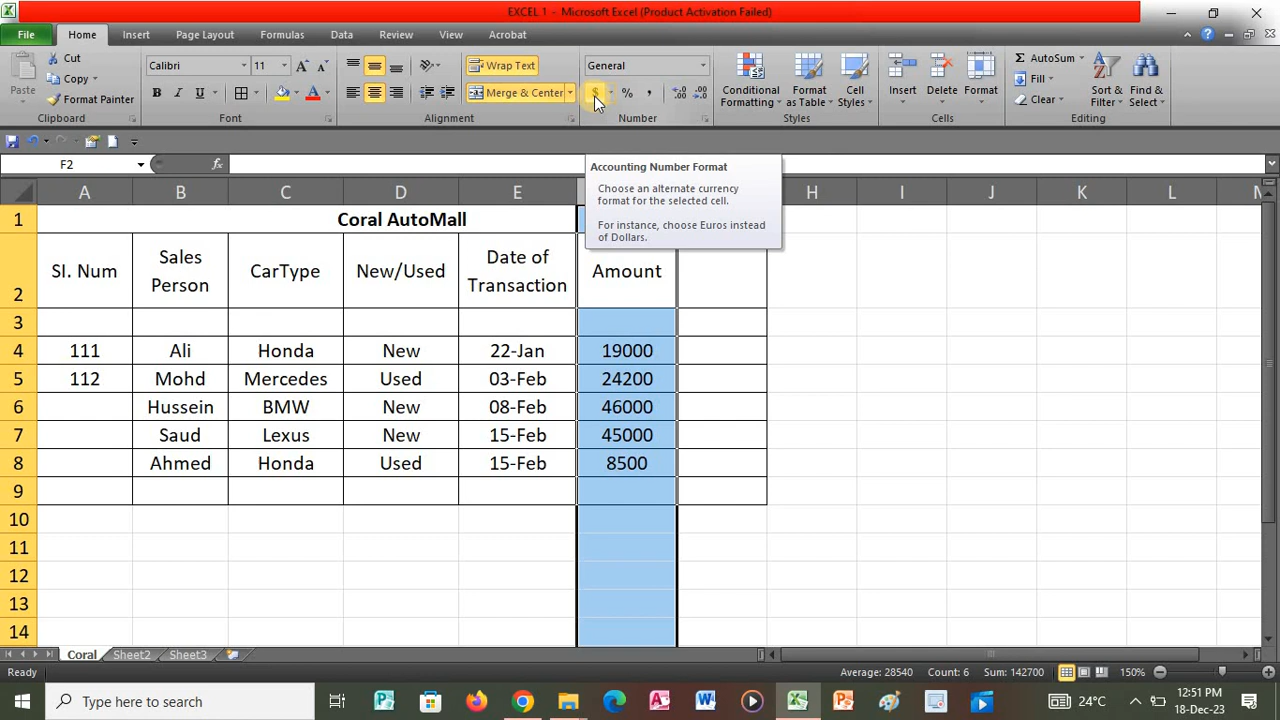 EXCEL 1 - Microsoft Excel (Product Activation Failed)
File Home Insert Page Layout Formulas Data Review View Acrobat
Paste
Cut
Copy
Format Painter
Clipboard
Calibri 11
B I U
Font
Wrap Text
Merge & Center
Alignment
General
$ % ,
Number
Conditional Formatting
Format as Table
Cell Styles
Styles
Insert Delete Format
Cells
Σ AutoSum
Fill
Clear
Sort & Filter
Find & Select
Editing
F2 fx
Accounting Number Format
Choose an alternate currency
format for the selected cell.
For instance, choose Euros instead
of Dollars.
A B C D E H I J K L M
1 Coral AutoMall
2 Sl. Num Sales Person CarType New/Used Date of Transaction Amount
3
4 111 Ali Honda New 22-Jan 19000
5 112 Mohd Mercedes Used 03-Feb 24200
6 Hussein BMW New 08-Feb 46000
7 Saud Lexus New 15-Feb 45000
8 Ahmed Honda Used 15-Feb 8500
9
10
11
12
13
14
Coral Sheet2 Sheet3
Ready Average: 28540 Count: 6 Sum: 142700 150%
Type here to search 24°C 12:51 PM
18-Dec-23